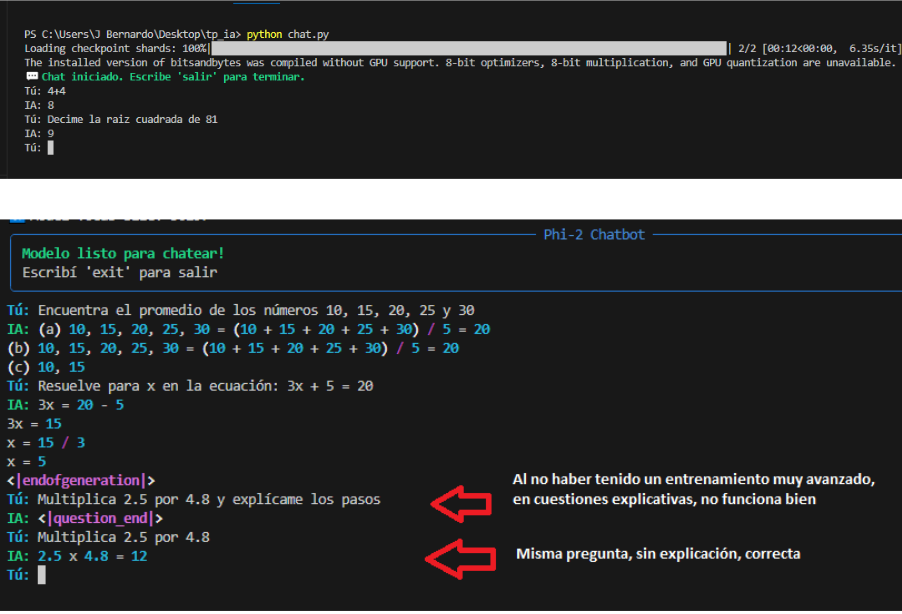 PS C:\Users\J Bernardo\Desktop\tp_ia> python chat.py
Loading checkpoint shards: 100%| | 2/2 [00:12<00:00, 6.35s/it]
The installed version of bitsandbytes was compiled without GPU support. 8-bit optimizers, 8-bit multiplication, and GPU quantization are unavailable.
💬 Chat iniciado. Escribe 'salir' para terminar.
Tú: 4+4
IA: 8
Tú: Decime la raiz cuadrada de 81
IA: 9
Tú:
Phi-2 Chatbot
Modelo listo para chatear!
Escribí 'exit' para salir
Tú: Encuentra el promedio de los números 10, 15, 20, 25 y 30
IA: (a) 10, 15, 20, 25, 30 = (10 + 15 + 20 + 25 + 30) / 5 = 20
(b) 10, 15, 20, 25, 30 = (10 + 15 + 20 + 25 + 30) / 5 = 20
(c) 10, 15
Tú: Resuelve para x en la ecuación: 3x + 5 = 20
IA: 3x = 20 - 5
3x = 15
x = 15 / 3
x = 5
<|endofgeneration|>
Tú: Multiplica 2.5 por 4.8 y explícame los pasos
IA: <|question_end|>
Tú: Multiplica 2.5 por 4.8
IA: 2.5 x 4.8 = 12
Tú:
Al no haber tenido un entrenamiento muy avanzado,
en cuestiones explicativas, no funciona bien
Misma pregunta, sin explicación, correcta